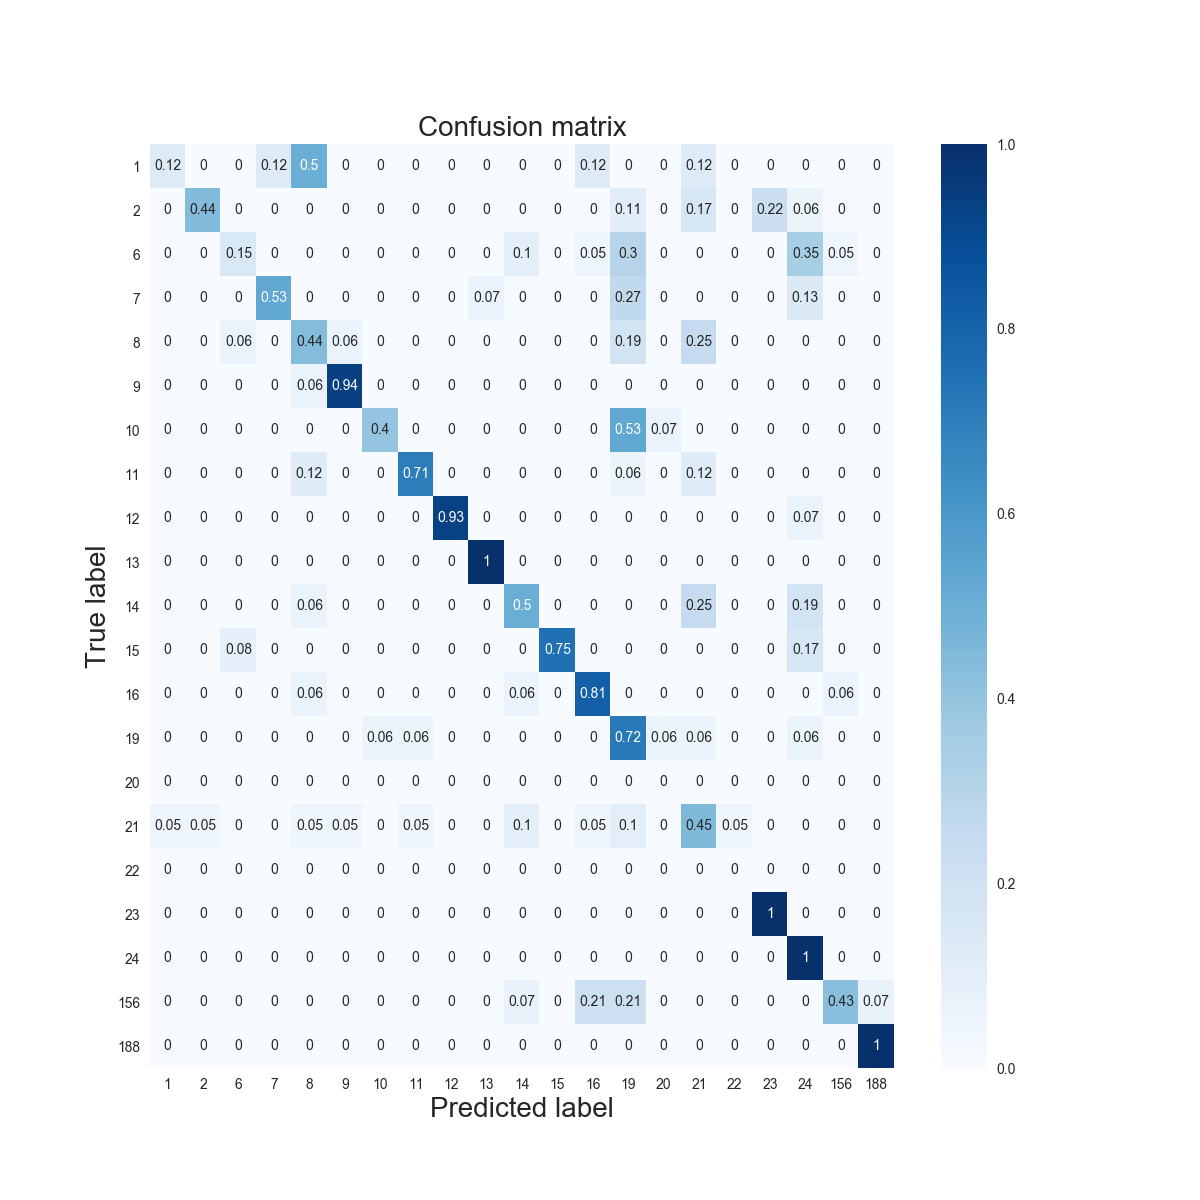 Confusion matrix
1 0.12 0 0 0.12 0.5 0 0 0 0 0 0 0 0.12 0 0 0.12 0 0 0 0 0
2 0 0.44 0 0 0 0 0 0 0 0 0 0 0 0.11 0 0.17 0 0.22 0.06 0 0
6 0 0 0.15 0 0 0 0 0 0 0 0.1 0 0.05 0.3 0 0 0 0 0.35 0.05 0
7 0 0 0 0.53 0 0 0 0 0 0.07 0 0 0 0.27 0 0 0 0 0.13 0 0
8 0 0 0.06 0 0.44 0.06 0 0 0 0 0 0 0 0.19 0 0.25 0 0 0 0 0
9 0 0 0 0 0.06 0.94 0 0 0 0 0 0 0 0 0 0 0 0 0 0 0
10 0 0 0 0 0 0 0.4 0 0 0 0 0 0 0.53 0.07 0 0 0 0 0 0
11 0 0 0 0 0.12 0 0 0.71 0 0 0 0 0 0.06 0 0.12 0 0 0 0 0
12 0 0 0 0 0 0 0 0 0.93 0 0 0 0 0 0 0 0 0 0.07 0 0
13 0 0 0 0 0 0 0 0 0 1 0 0 0 0 0 0 0 0 0 0 0
14 0 0 0 0 0.06 0 0 0 0 0 0.5 0 0 0 0 0.25 0 0 0.19 0 0
15 0 0 0.08 0 0 0 0 0 0 0 0 0.75 0 0 0 0 0 0 0.17 0 0
16 0 0 0 0 0.06 0 0 0 0 0 0.06 0 0.81 0 0 0 0 0 0 0.06 0
19 0 0 0 0 0 0 0.06 0.06 0 0 0 0 0 0.72 0.06 0.06 0 0 0.06 0 0
20 0 0 0 0 0 0 0 0 0 0 0 0 0 0 0 0 0 0 0 0 0
21 0.05 0.05 0 0 0.05 0.05 0 0.05 0 0 0.1 0 0.05 0.1 0 0.45 0.05 0 0 0 0
22 0 0 0 0 0 0 0 0 0 0 0 0 0 0 0 0 0 0 0 0 0
23 0 0 0 0 0 0 0 0 0 0 0 0 0 0 0 0 0 1 0 0 0
24 0 0 0 0 0 0 0 0 0 0 0 0 0 0 0 0 0 0 1 0 0
156 0 0 0 0 0 0 0 0 0 0 0.07 0 0.21 0.21 0 0 0 0 0 0.43 0.07
188 0 0 0 0 0 0 0 0 0 0 0 0 0 0 0 0 0 0 0 0 1
1 2 6 7 8 9 10 11 12 13 14 15 16 19 20 21 22 23 24 156 188
Predicted label
True label
1.0
0.8
0.6
0.4
0.2
0.0